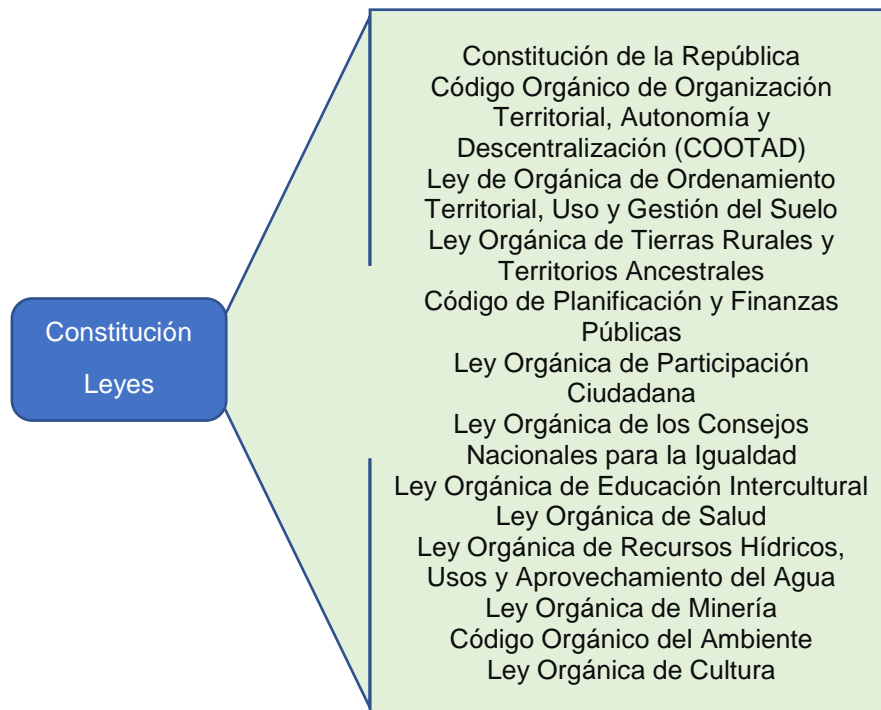 Constitución
Leyes
Constitución de la República
Código Orgánico de Organización
Territorial, Autonomía y
Descentralización (COOTAD)
Ley de Orgánica de Ordenamiento
Territorial, Uso y Gestión del Suelo
Ley Orgánica de Tierras Rurales y
Territorios Ancestrales
Código de Planificación y Finanzas
Públicas
Ley Orgánica de Participación
Ciudadana
Ley Orgánica de los Consejos
Nacionales para la Igualdad
Ley Orgánica de Educación Intercultural
Ley Orgánica de Salud
Ley Orgánica de Recursos Hídricos,
Usos y Aprovechamiento del Agua
Ley Orgánica de Minería
Código Orgánico del Ambiente
Ley Orgánica de Cultura